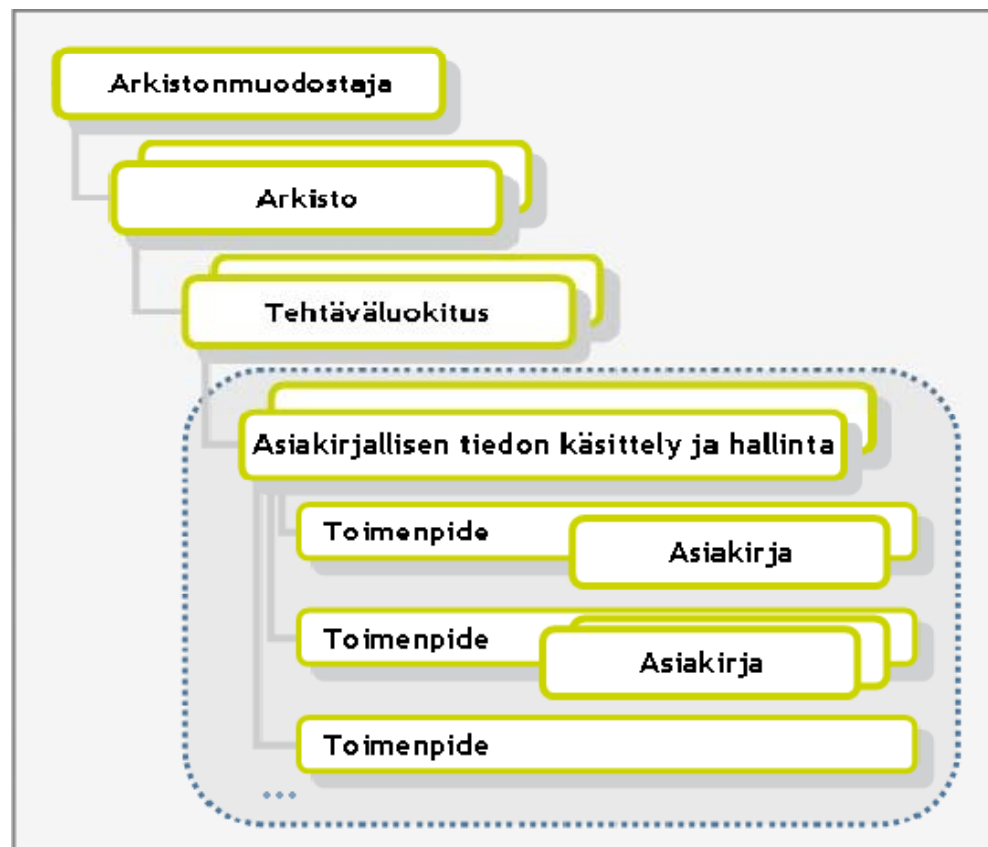 Arkistonmuodostaja
Arkisto
Tehtäväluokitus
Asiakirjallisen tiedon käsittely ja hallinta
Toimenpide
Asiakirja
Toimenpide
Asiakirja
Toimenpide
...